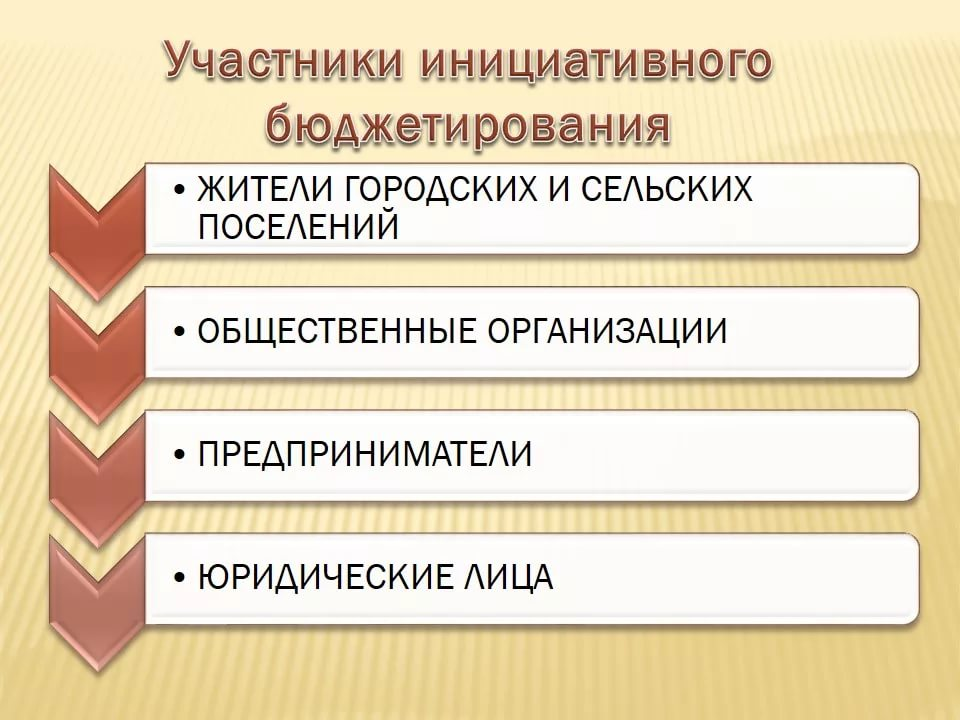 Участники инициативного
бюджетирования
• ЖИТЕЛИ ГОРОДСКИХ И СЕЛЬСКИХ
ПОСЕЛЕНИЙ
• ОБЩЕСТВЕННЫЕ ОРГАНИЗАЦИИ
• ПРЕДПРИНИМАТЕЛИ
• ЮРИДИЧЕСКИЕ ЛИЦА